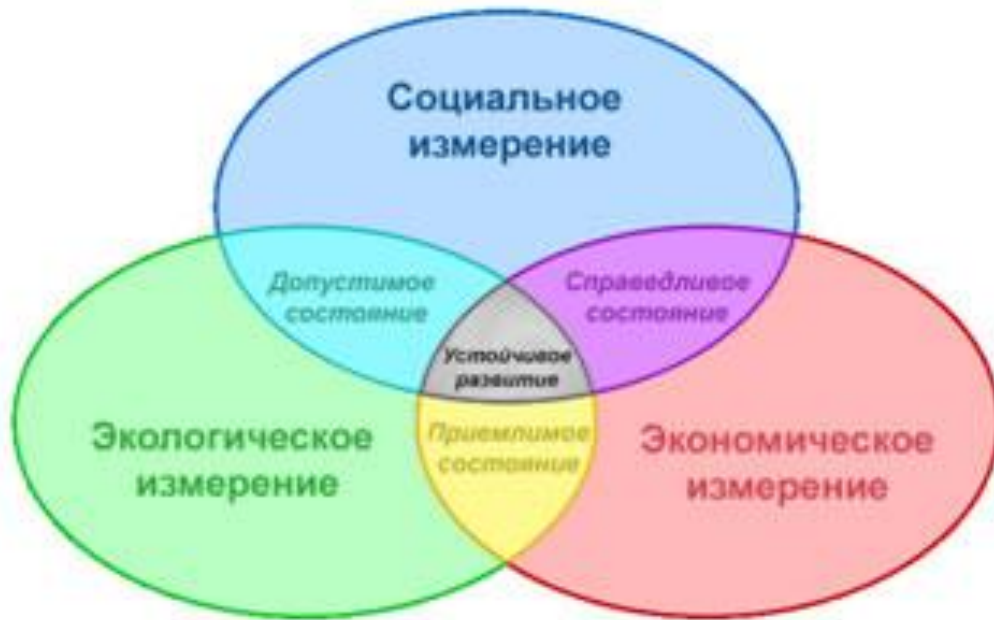 Социальное
измерение
Допустимое
состояние
Справедливое
состояние
Устойчивое
развитие
Экологическое
измерение
Приемлимое
состояние
Экономическое
измерение